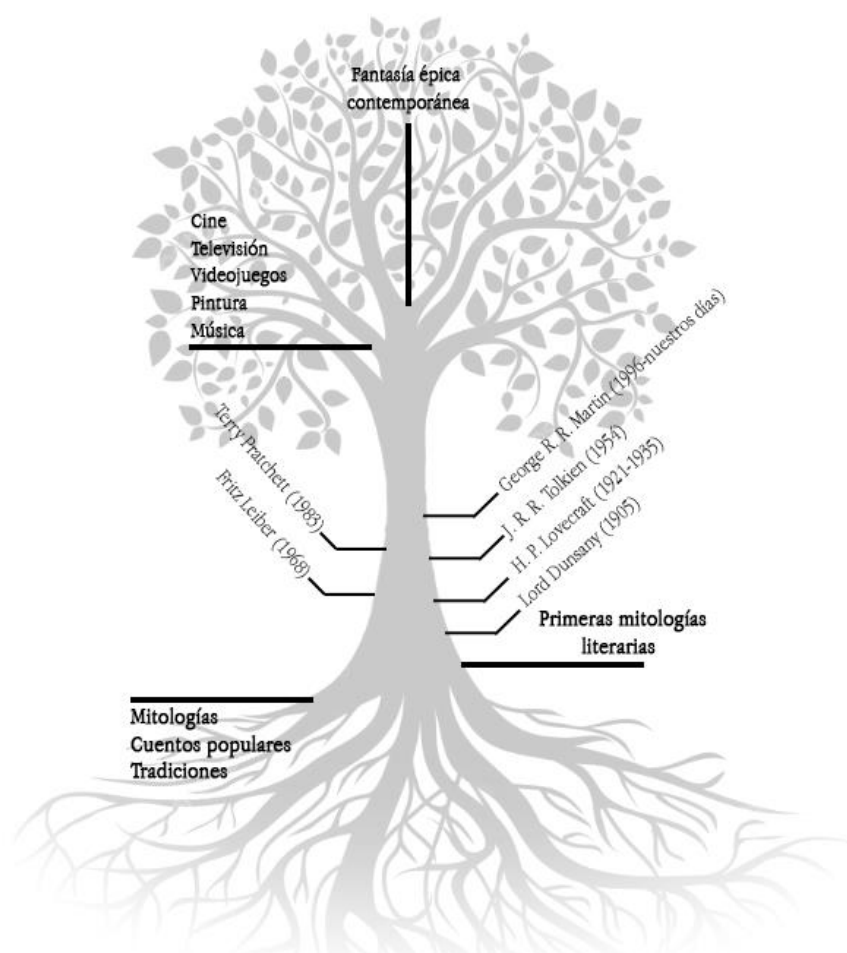 Fantasía épica
contemporánea
Cine
Televisión
Videojuegos
Pintura
Música
George R. R. Martin (1996-nuestros días)
Terry Pratchett (1983)
J. R. R. Tolkien (1954)
Fritz Leiber (1968)
H. P. Lovecraft (1921-1935)
Lord Dunsany (1905)
Primeras mitologías
literarias
Mitologías
Cuentos populares
Tradiciones